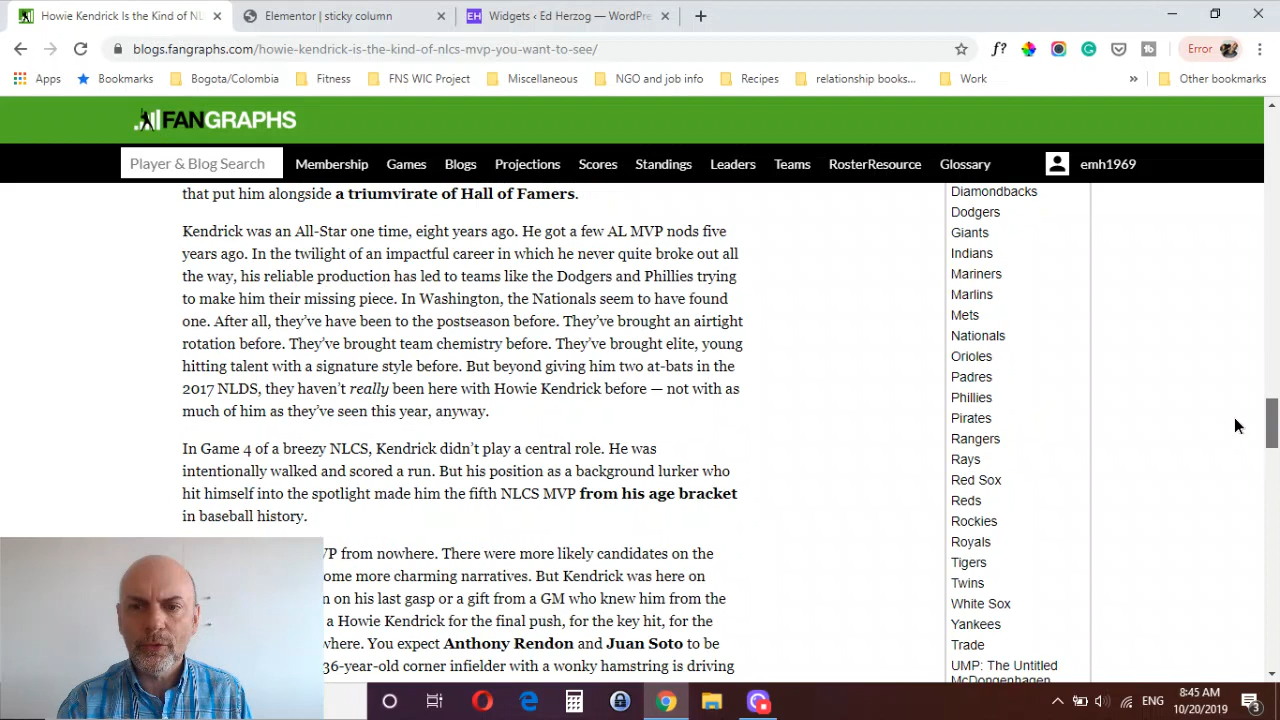 Howie Kendrick Is the Kind of NL
Elementor | sticky column
EH Widgets ‹ Ed Herzog — WordPre
blogs.fangraphs.com/howie-kendrick-is-the-kind-of-nlcs-mvp-you-want-to-see/
f?
Error
Apps Bookmarks Bogota/Colombia Fitness FNS WIC Project Miscellaneous NGO and job info Recipes relationship books... Work » Other bookmarks
FANGRAPHS
Player & Blog Search Membership Games Blogs Projections Scores Standings Leaders Teams RosterResource Glossary emh1969
that put him alongside a triumvirate of Hall of Famers.
Kendrick was an All-Star one time, eight years ago. He got a few AL MVP nods five
years ago. In the twilight of an impactful career in which he never quite broke out all
the way, his reliable production has led to teams like the Dodgers and Phillies trying
to make him their missing piece. In Washington, the Nationals seem to have found
one. After all, they’ve have been to the postseason before. They’ve brought an airtight
rotation before. They’ve brought team chemistry before. They’ve brought elite, young
hitting talent with a signature style before. But beyond giving him two at-bats in the
2017 NLDS, they haven’t really been here with Howie Kendrick before — not with as
much of him as they’ve seen this year, anyway.
In Game 4 of a breezy NLCS, Kendrick didn’t play a central role. He was
intentionally walked and scored a run. But his position as a background lurker who
hit himself into the spotlight made him the fifth NLCS MVP from his age bracket
in baseball history.
VP from nowhere. There were more likely candidates on the
ome more charming narratives. But Kendrick was here on
n on his last gasp or a gift from a GM who knew him from the
a Howie Kendrick for the final push, for the key hit, for the
where. You expect Anthony Rendon and Juan Soto to be
36-year-old corner infielder with a wonky hamstring is driving
Diamondbacks
Dodgers
Giants
Indians
Mariners
Marlins
Mets
Nationals
Orioles
Padres
Phillies
Pirates
Rangers
Rays
Red Sox
Reds
Rockies
Royals
Tigers
Twins
White Sox
Yankees
Trade
UMP: The Untitled
McDongenhagen
ENG
8:45 AM
10/20/2019
3